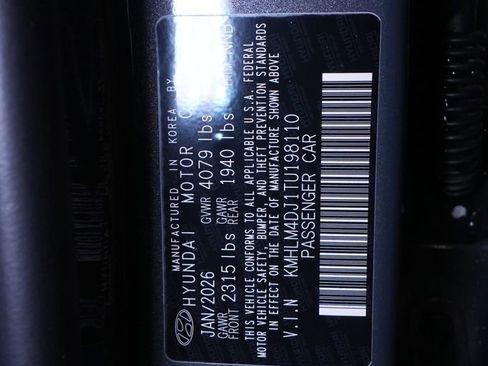 MANUFACTURED IN KOREA BY
HYUNDAI MOTOR
JAN/2026 GVWR 4079 lbs
GAWR FRONT 2315 lbs GAWR REAR 1940 lbs
THIS VEHICLE CONFORMS TO ALL APPLICABLE U.S.A. FEDERAL
MOTOR VEHICLE SAFETY, BUMPER, AND THEFT PREVENTION STANDARDS
IN EFFECT ON THE DATE OF MANUFACTURE SHOWN ABOVE
V.I.N KMHLM4DJ1TU198110
PASSENGER CAR